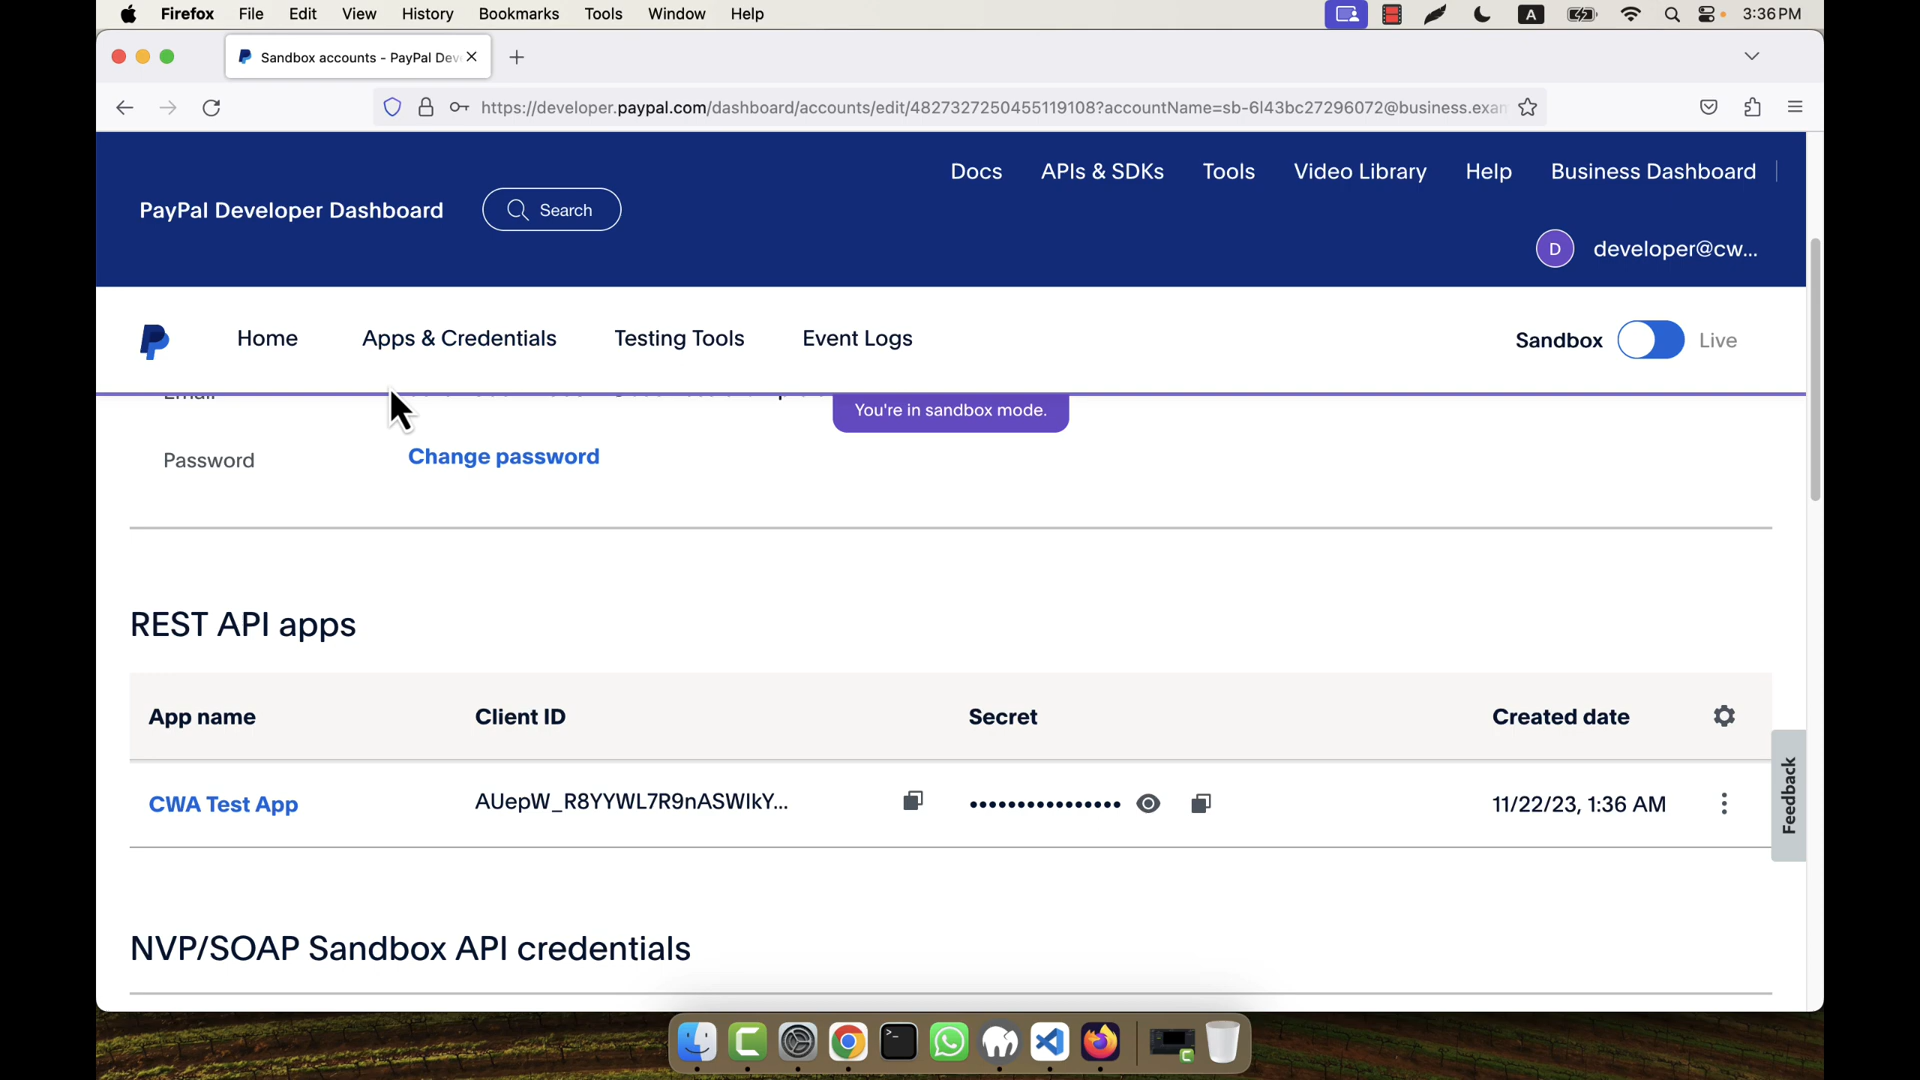 Firefox File Edit View History Bookmarks Tools Window Help
A
3:36 PM
Sandbox accounts - PayPal Dev
https://developer.paypal.com/dashboard/accounts/edit/4827327250455119108?accountName=sb-6l43bc27296072@business.exam
Docs APIs & SDKs Tools Video Library Help Business Dashboard
PayPal Developer Dashboard
Search
D
developer@cw...
Home Apps & Credentials Testing Tools Event Logs
Sandbox
Live
Email
You're in sandbox mode.
Password
Change password
REST API apps
App name Client ID Secret Created date
CWA Test App AUepW_R8YYWL7R9nASWIkY... •••••••••••••••• 11/22/23, 1:36 AM
Feedback
NVP/SOAP Sandbox API credentials